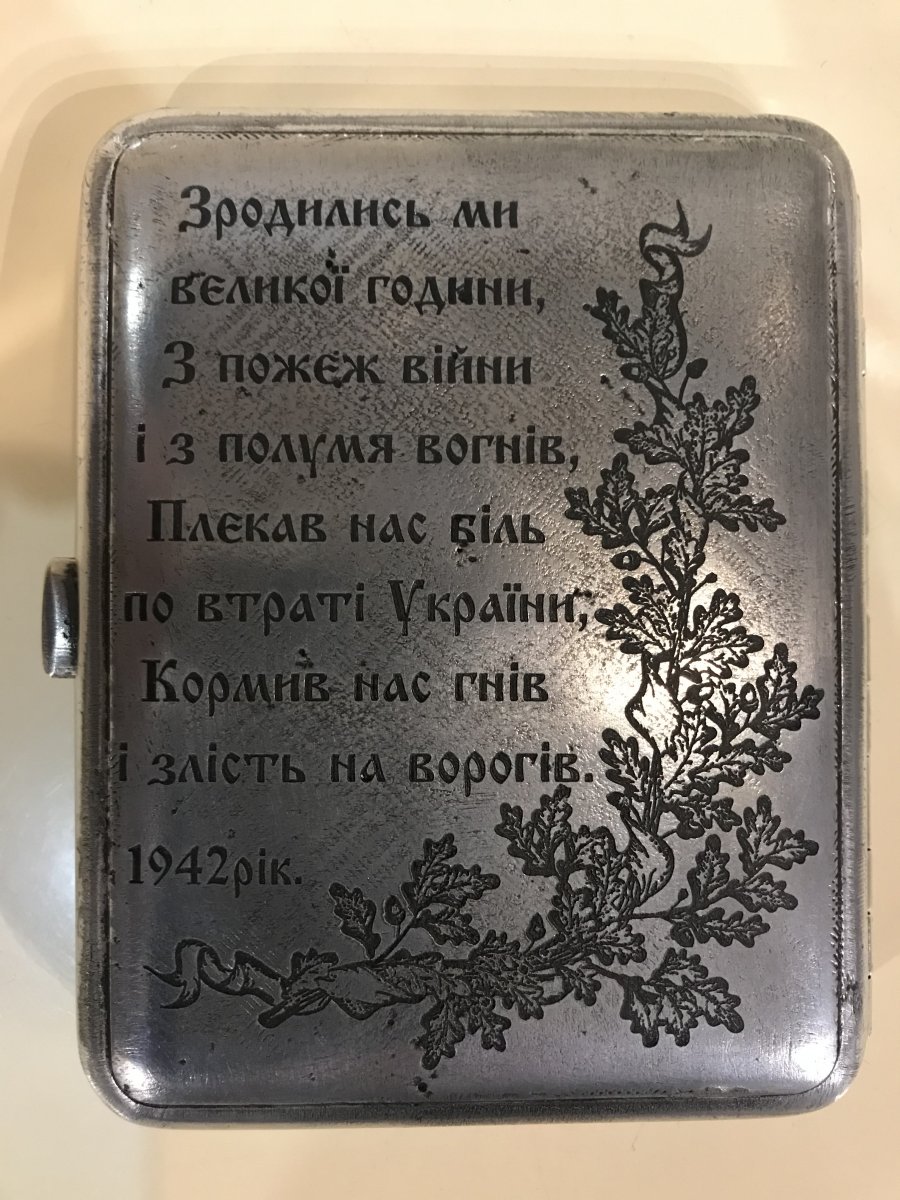 Зродились ми
великої години,
З пожеж війни
і з полумя вогнів,
Плекав нас біль
по втраті України,
Кормив нас гнів
і злість на ворогів.
1942рік.